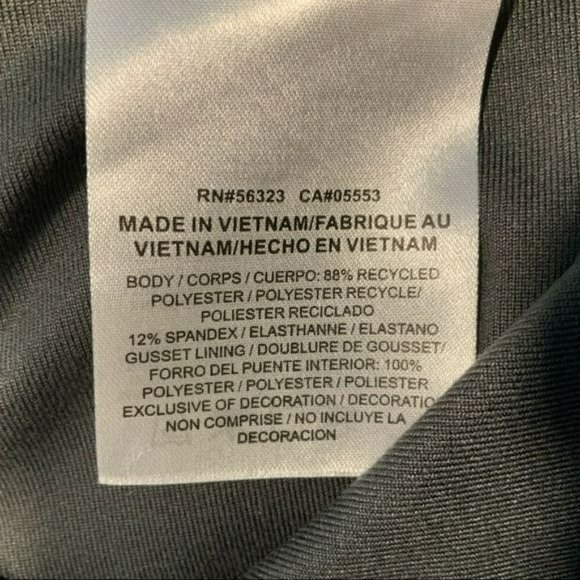 RN#56323 CA#05553
MADE IN VIETNAM/FABRIQUE AU
VIETNAM/HECHO EN VIETNAM
BODY / CORPS / CUERPO: 88% RECYCLED
POLYESTER / POLYESTER RECYCLE/
POLIESTER RECICLADO
12% SPANDEX / ELASTHANNE / ELASTANO
GUSSET LINING / DOUBLURE DE GOUSSET/
FORRO DEL PUENTE INTERIOR: 100%
POLYESTER / POLYESTER / POLIESTER
EXCLUSIVE OF DECORATION /
NON COMPRISE / NO INCLUYE LA
DECORACION